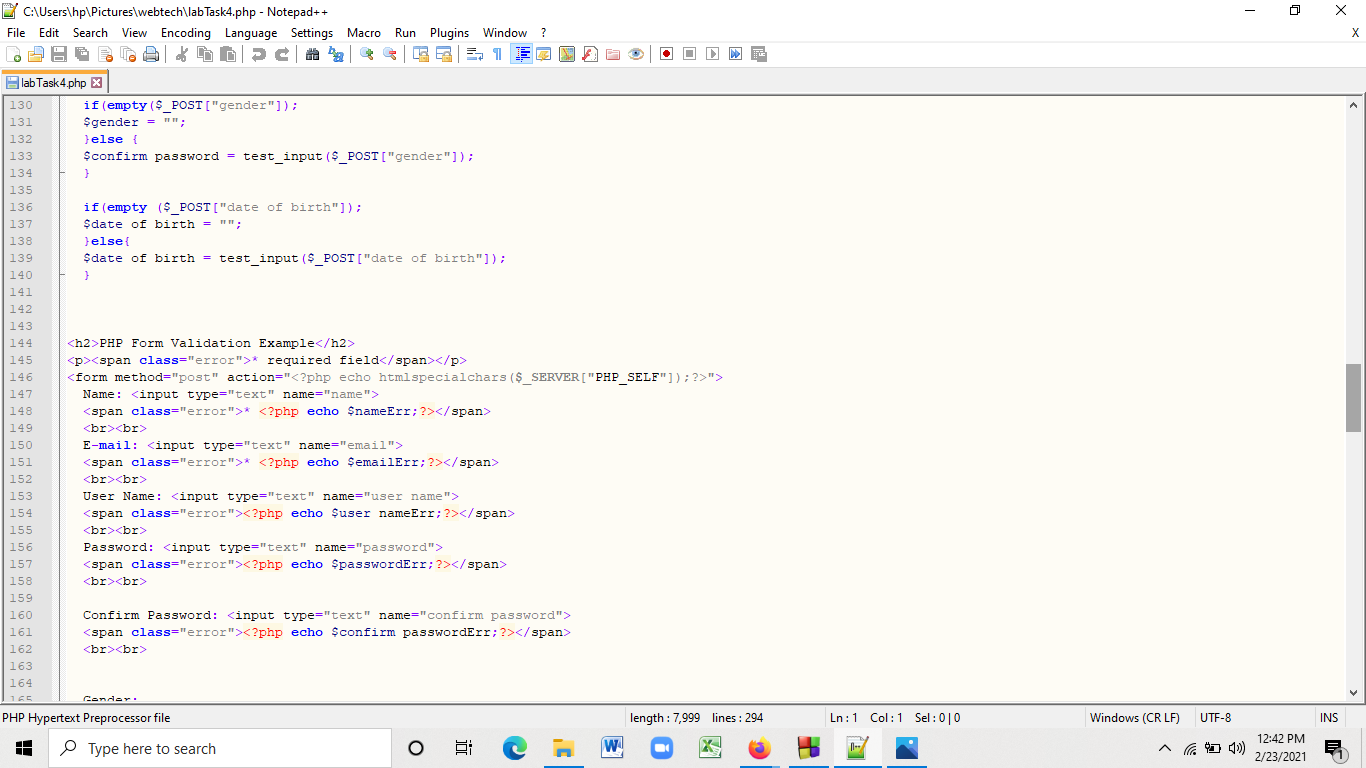 C:\Users\hp\Pictures\webtech\labTask4.php - Notepad++
File Edit Search View Encoding Language Settings Macro Run Plugins Window ? X
labTask4.php
130 if(empty($_POST["gender"]);
131 $gender = "";
132 }else {
133 $confirm password = test_input($_POST["gender"]);
134 }
135
136 if(empty ($_POST["date of birth"]);
137 $date of birth = "";
138 }else{
139 $date of birth = test_input($_POST["date of birth"]);
140 }
141
142
143
144 <h2>PHP Form Validation Example</h2>
145 <p><span class="error">* required field</span></p>
146 <form method="post" action="<?php echo htmlspecialchars($_SERVER["PHP_SELF"]);?>">
147 Name: <input type="text" name="name">
148 <span class="error">* <?php echo $nameErr;?></span>
149 <br><br>
150 E-mail: <input type="text" name="email">
151 <span class="error">* <?php echo $emailErr;?></span>
152 <br><br>
153 User Name: <input type="text" name="user name">
154 <span class="error"><?php echo $user nameErr;?></span>
155 <br><br>
156 Password: <input type="text" name="password">
157 <span class="error"><?php echo $passwordErr;?></span>
158 <br><br>
159
160 Confirm Password: <input type="text" name="confirm password">
161 <span class="error"><?php echo $confirm passwordErr;?></span>
162 <br><br>
163
164
165 Gender:
PHP Hypertext Preprocessor file length : 7,999 lines : 294 Ln : 1 Col : 1 Sel : 0 | 0 Windows (CR LF) UTF-8 INS
Type here to search
12:42 PM
2/23/2021
1